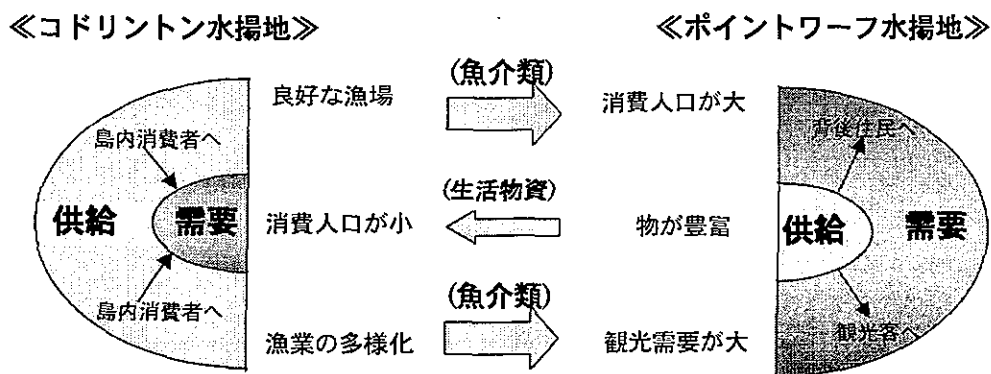 ≪コドリントン水揚地≫
≪ポイントワーフ水揚地≫
良好な漁場
(魚介類)
消費人口が大
島内消費者へ
背後住民へ
供給
需要
消費人口が小
(生活物資)
物が豊富
供給
需要
島内消費者へ
漁業の多様化
(魚介類)
観光需要が大
観光客へ